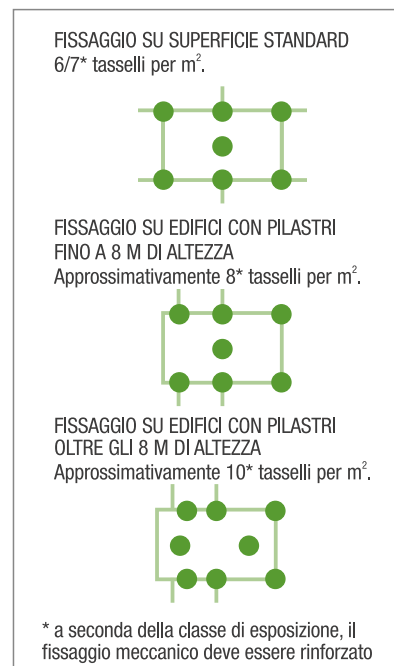 FISSAGGIO SU SUPERFICIE STANDARD
6/7* tasselli per m².
FISSAGGIO SU EDIFICI CON PILASTRI
FINO A 8 M DI ALTEZZA
Approssimativamente 8* tasselli per m².
FISSAGGIO SU EDIFICI CON PILASTRI
OLTRE GLI 8 M DI ALTEZZA
Approssimativamente 10* tasselli per m².
* a seconda della classe di esposizione, il
fissaggio meccanico deve essere rinforzato